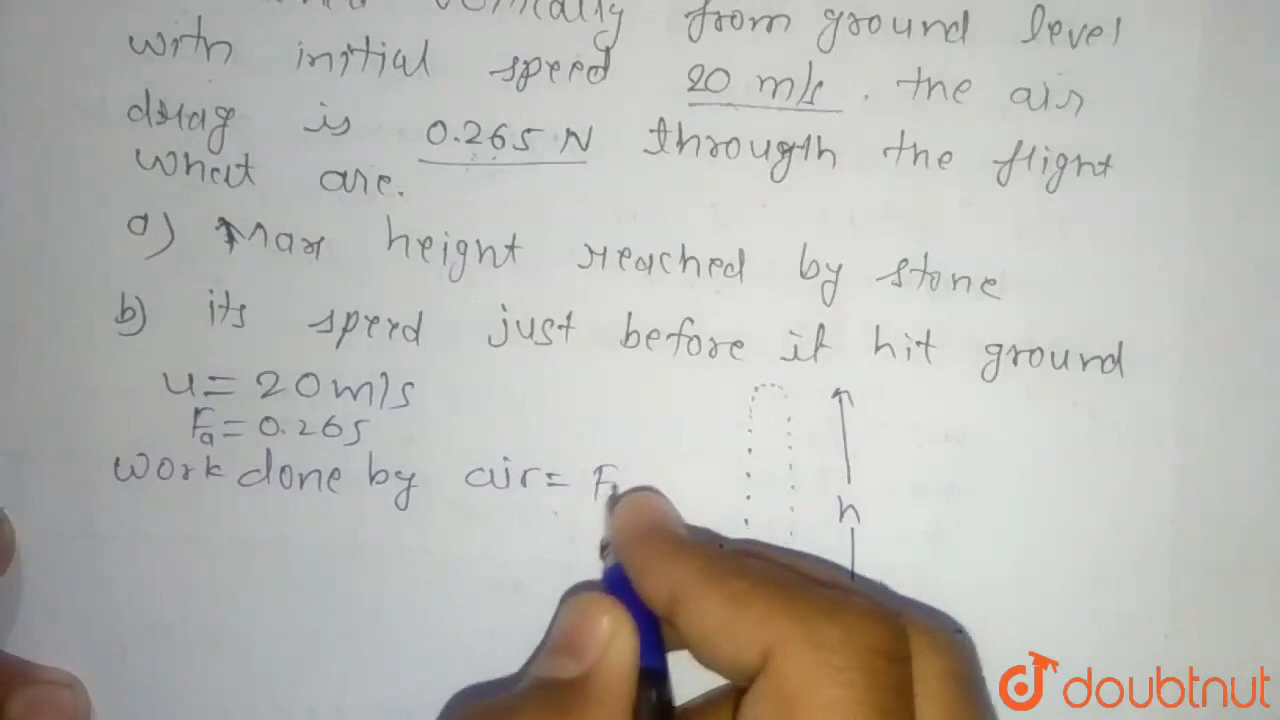 from ground level
with initial speed 20 m/s . the air
drag is 0.265 N through the flight
what are.
a) Max height reached by stone
b) its speed just before it hit ground
u = 20 m/s
Fa = 0.265
work done by air = F
h
doubtnut